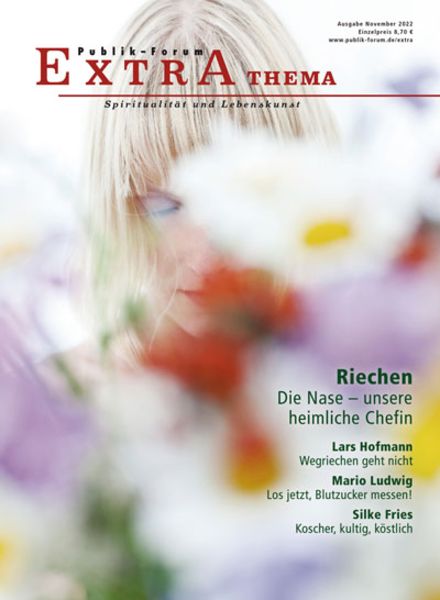 Ausgabe November 2022
Einzelpreis 8,70 €
www.publik-forum.de/extra
Publik-Forum
EXTRA THEMA
Spiritualität und Lebenskunst
Riechen
Die Nase – unsere
heimliche Chefin
Lars Hofmann
Wegriechen geht nicht
Mario Ludwig
Los jetzt, Blutzucker messen!
Silke Fries
Koscher, kultig, köstlich